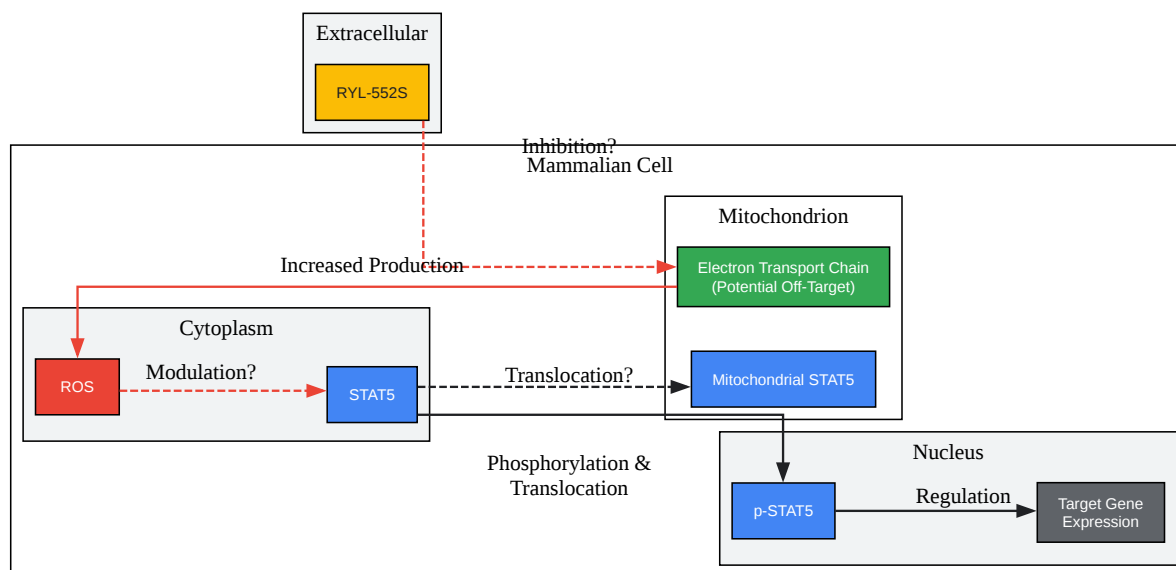 Extracellular
RYL-552S
Inhibition?
Mammalian Cell
Mitochondrion
Increased Production
Electron Transport Chain
(Potential Off-Target)
Cytoplasm
ROS
Modulation?
STAT5
Translocation?
Mitochondrial STAT5
Phosphorylation &
Translocation
Nucleus
p-STAT5
Regulation
Target Gene
Expression